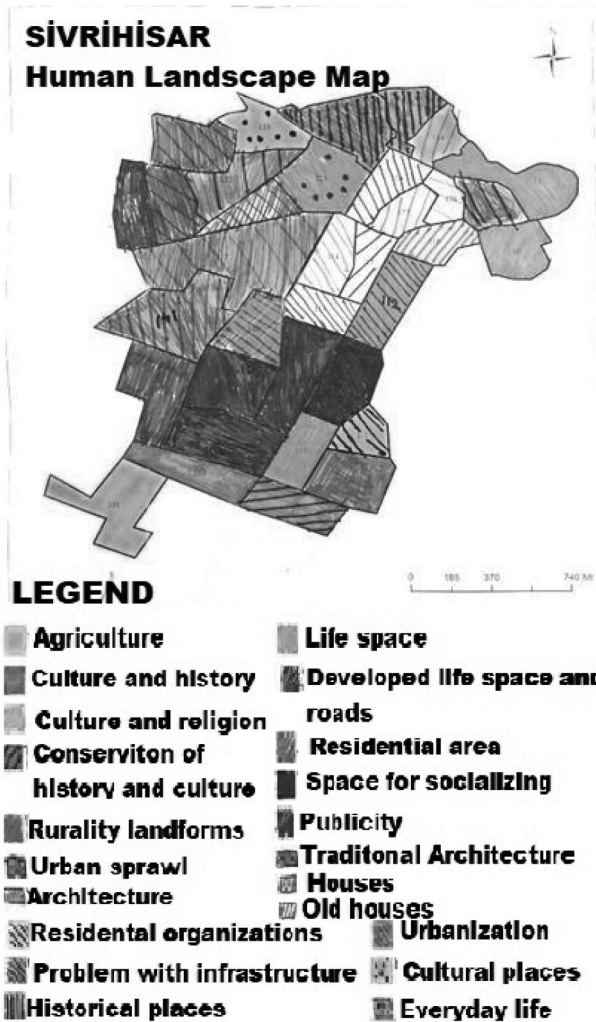 SİVRİHİSAR
Human Landscape Map
112
0 185 370 740 Mt
LEGEND
Agriculture
Culture and history
Culture and religion
Conserviton of
history and culture
Rurality landforms
Urban sprawl
Architecture
Residental organizations
Problem with infrastructure
Historical places
Life space
Developed life space and
roads
Residential area
Space for socializing
Publicity
Traditonal Architecture
Houses
Old houses
Urbanization
Cultural places
Everyday life